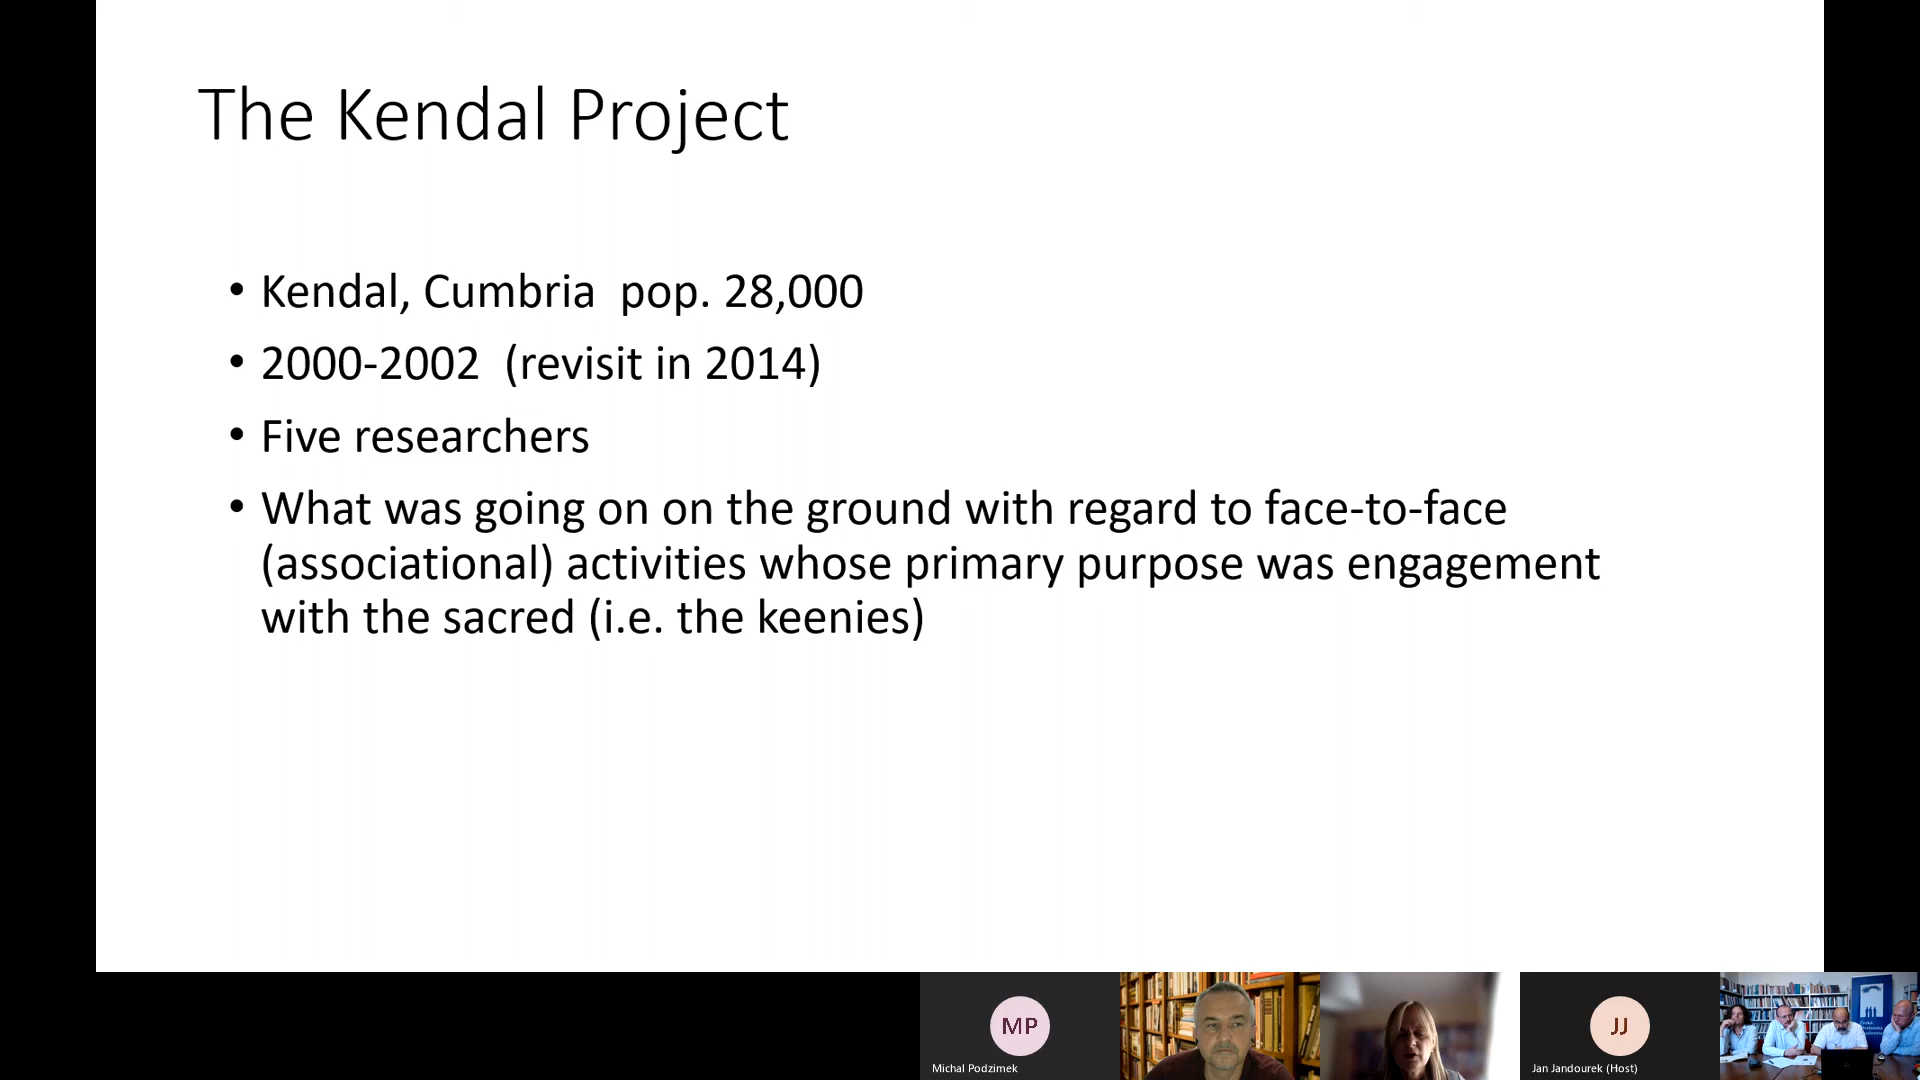 The Kendal Project
• Kendal, Cumbria  pop. 28,000
• 2000-2002  (revisit in 2014)
• Five researchers
• What was going on on the ground with regard to face-to-face
(associational) activities whose primary purpose was engagement
with the sacred (i.e. the keenies)
MP
JJ
Michal Podzimek
Jan Jandourek (Host)